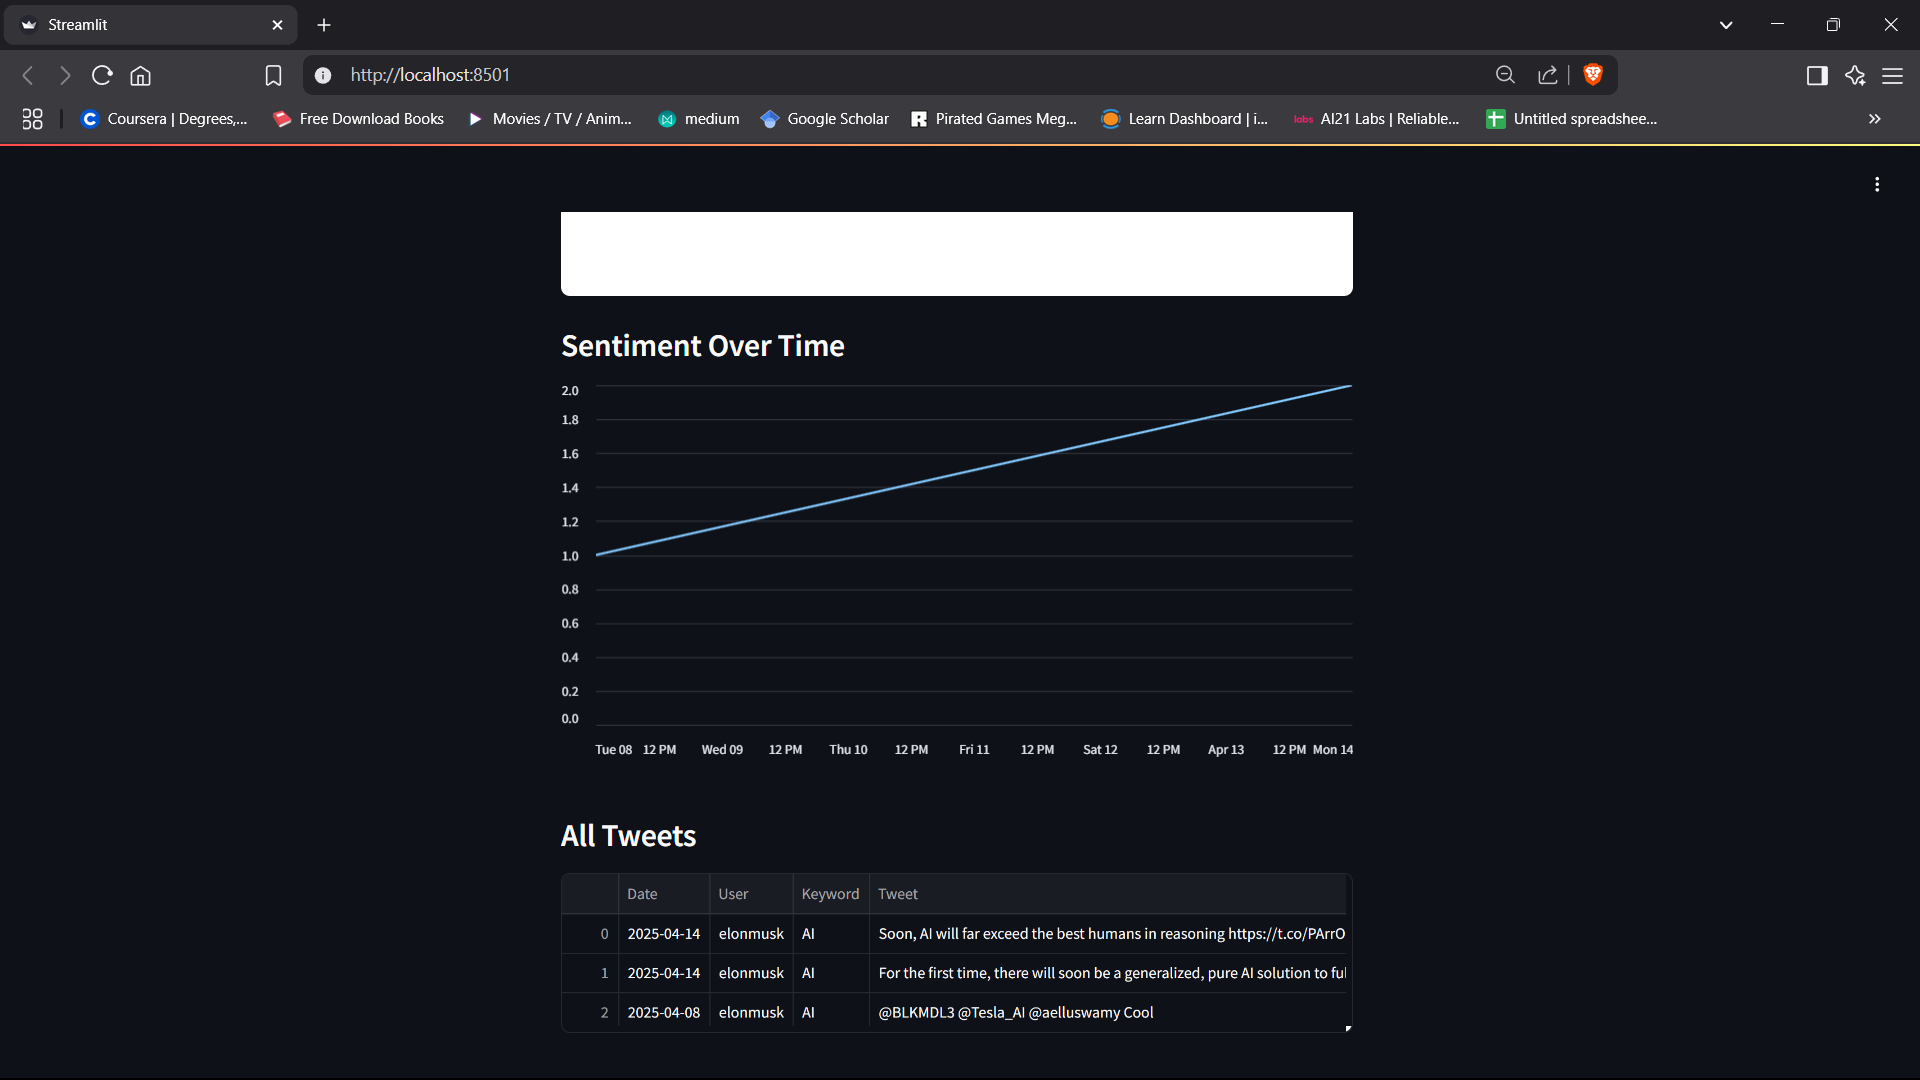 Streamlit
http://localhost:8501
Coursera | Degrees,... Free Download Books Movies / TV / Anim... medium Google Scholar Pirated Games Meg... Learn Dashboard | i... labs AI21 Labs | Reliable... Untitled spreadshee...
Sentiment Over Time
2.0
1.8
1.6
1.4
1.2
1.0
0.8
0.6
0.4
0.2
0.0
Tue 08 12 PM Wed 09 12 PM Thu 10 12 PM Fri 11 12 PM Sat 12 12 PM Apr 13 12 PM Mon 14
All Tweets
Date User Keyword Tweet
0 2025-04-14 elonmusk AI Soon, AI will far exceed the best humans in reasoning https://t.co/PArrO
1 2025-04-14 elonmusk AI For the first time, there will soon be a generalized, pure AI solution to ful
2 2025-04-08 elonmusk AI @BLKMDL3 @Tesla_AI @aelluswamy Cool